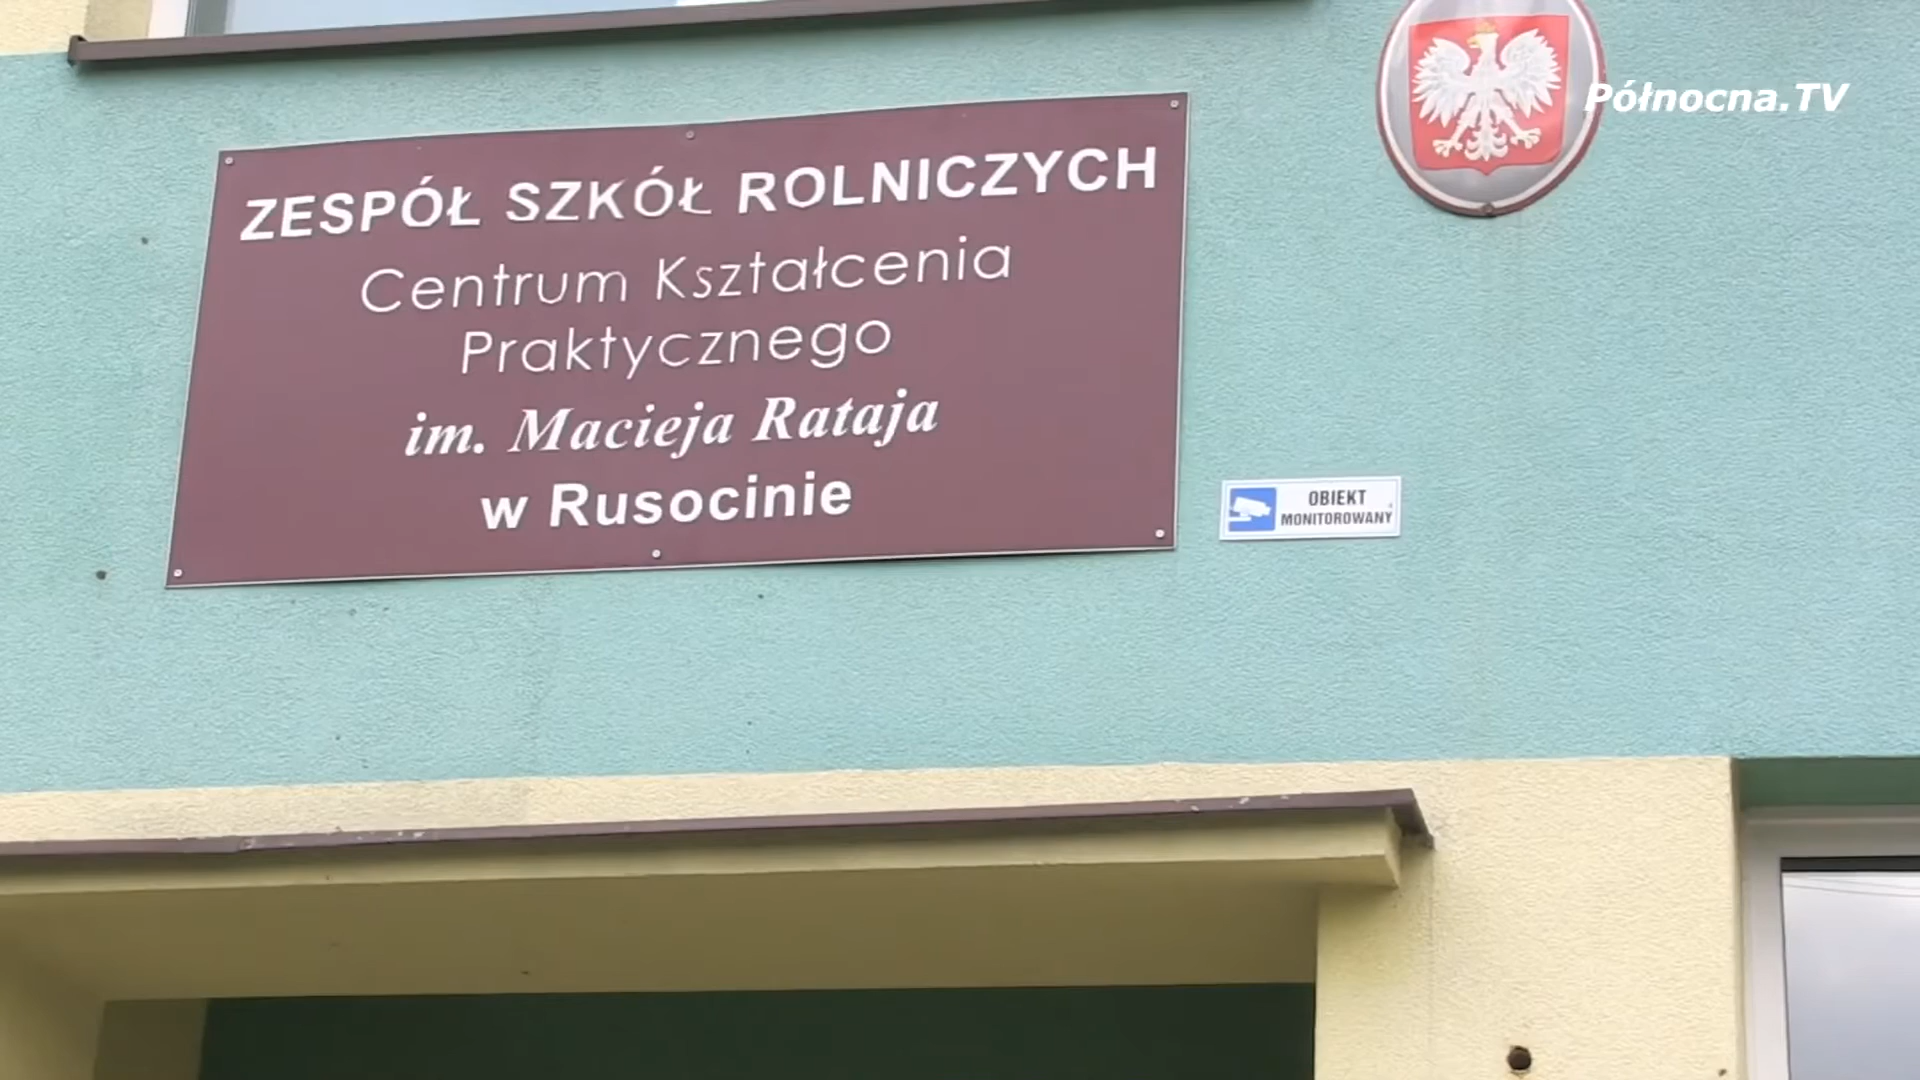 Północna.TV
ZESPÓŁ SZKÓŁ ROLNICZYCH
Centrum Kształcenia
Praktycznego
im. Macieja Rataja
w Rusocinie
OBIEKT
MONITOROWANY